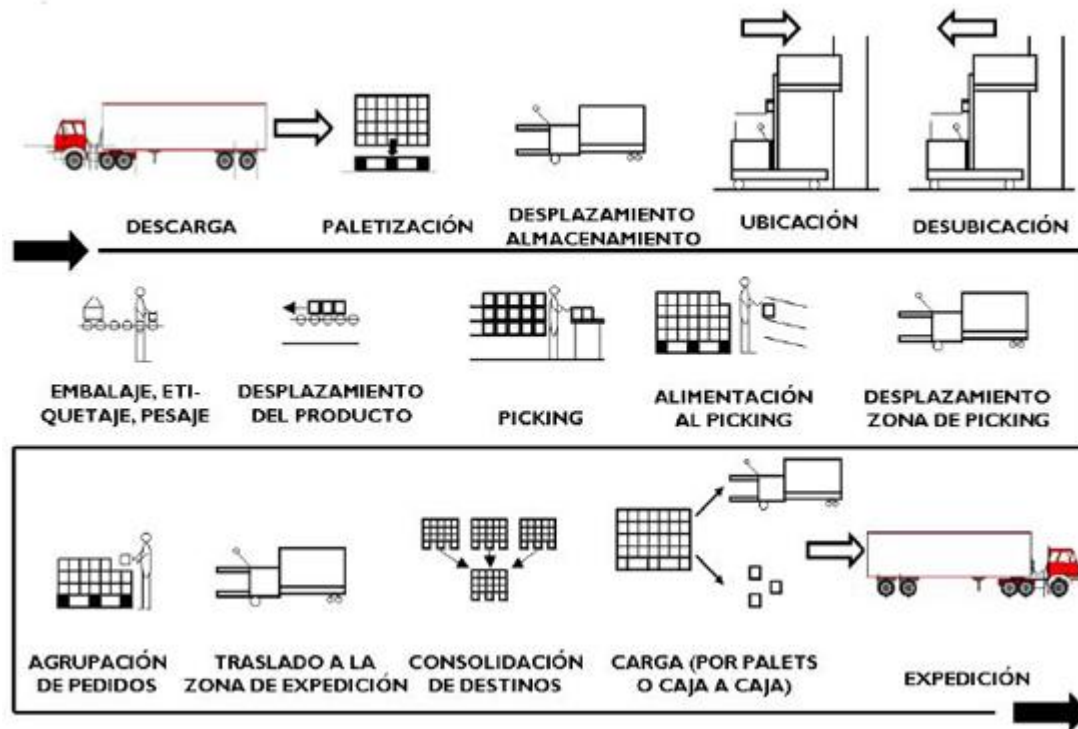 DESCARGA
PALETIZACIÓN
DESPLAZAMIENTO
ALMACENAMIENTO
UBICACIÓN
DESUBICACIÓN
EMBALAJE, ETI-
QUETAJE, PESAJE
DESPLAZAMIENTO
DEL PRODUCTO
PICKING
ALIMENTACIÓN
AL PICKING
DESPLAZAMIENTO
ZONA DE PICKING
AGRUPACIÓN
DE PEDIDOS
TRASLADO A LA
ZONA DE EXPEDICIÓN
CONSOLIDACIÓN
DE DESTINOS
CARGA (POR PALETS
O CAJA A CAJA)
EXPEDICIÓN